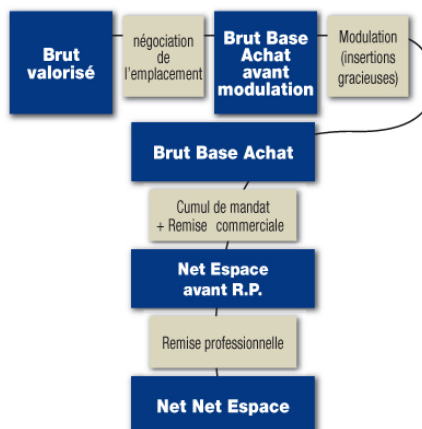 Brut
valorisé
négociation
de
l'emplacement
Brut Base
Achat
avant
modulation
Modulation
(insertions
gracieuses)
Brut Base Achat
Cumul de mandat
+ Remise commerciale
Net Espace
avant R.P.
Remise professionnelle
Net Net Espace